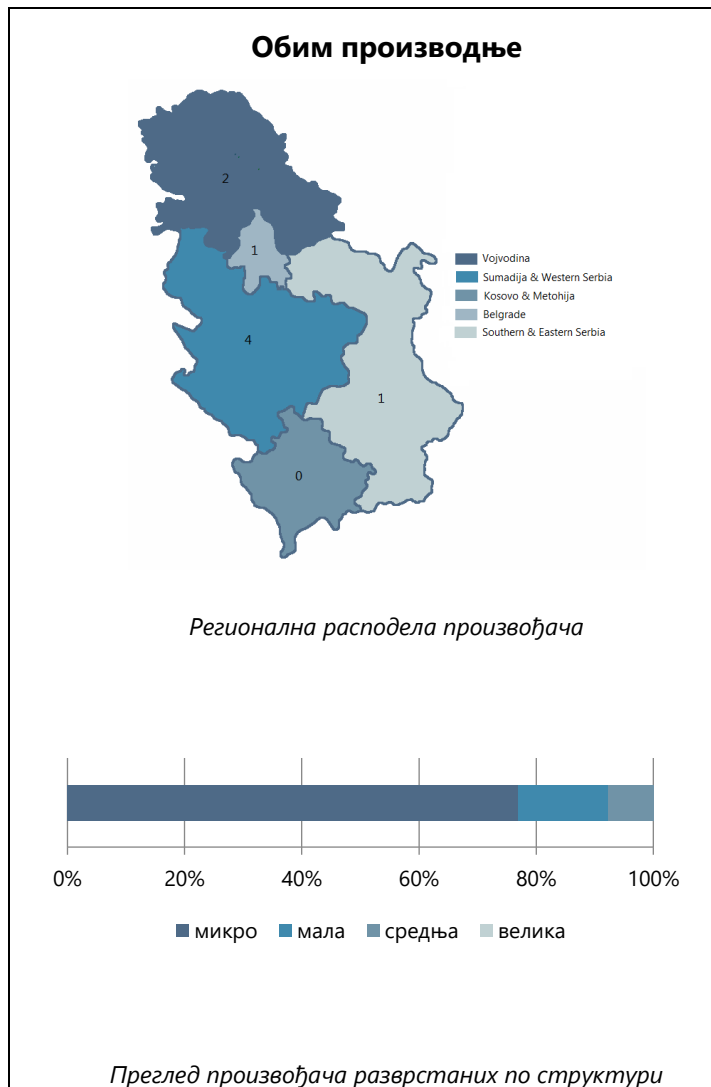 Обим производње
2
1
Vojvodina
Sumadija & Western Serbia
Kosovo & Metohija
Belgrade
Southern & Eastern Serbia
4
1
0
Регионална расподела произвођача
0%
20%
40%
60%
80%
100%
микро
мала
средња
велика
Преглед произвођача разврстаних по структури